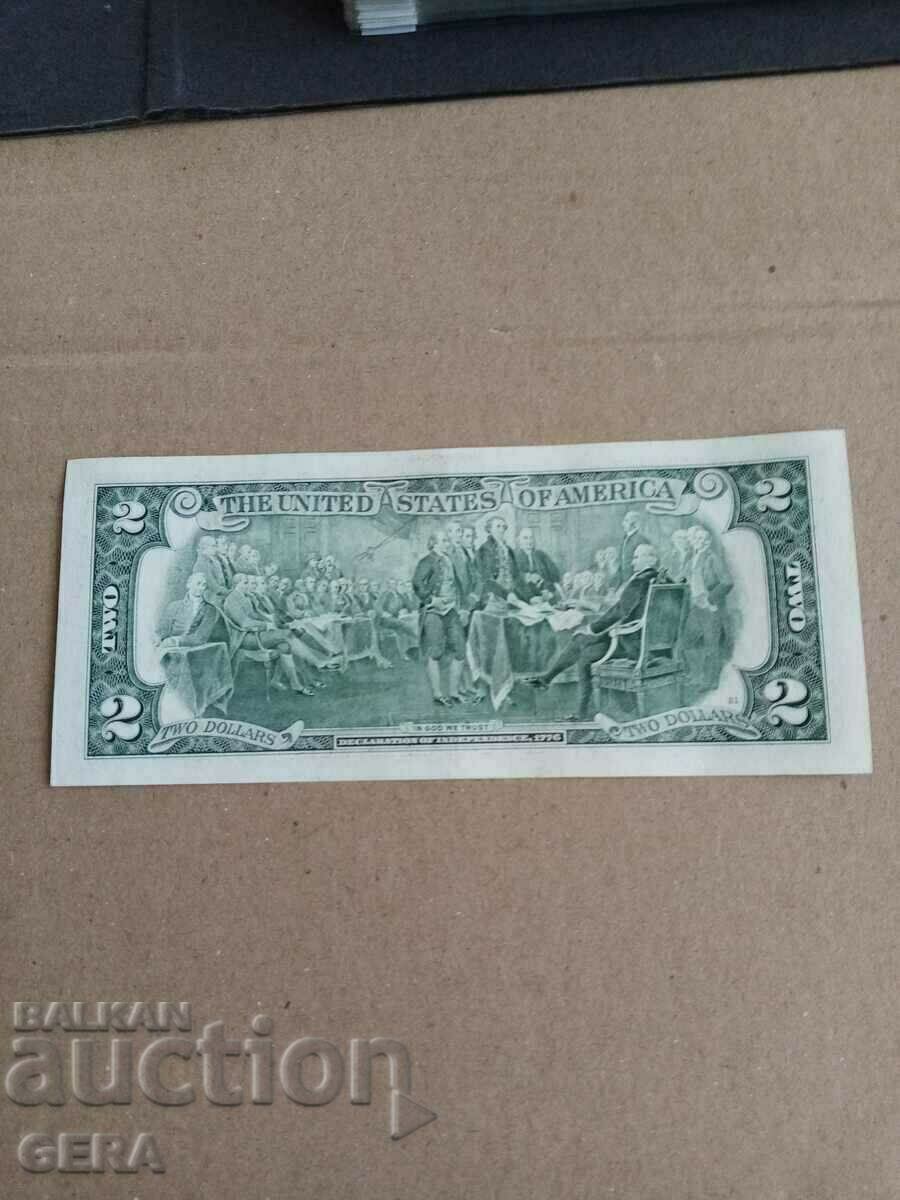 THE UNITED STATES OF AMERICA
2
2
TWO
TWO
2
2
TWO DOLLARS
IN GOD WE TRUST
TWO DOLLARS
DECLARATION OF INDEPENDENCE, 1776
BALKAN
auction
GERA